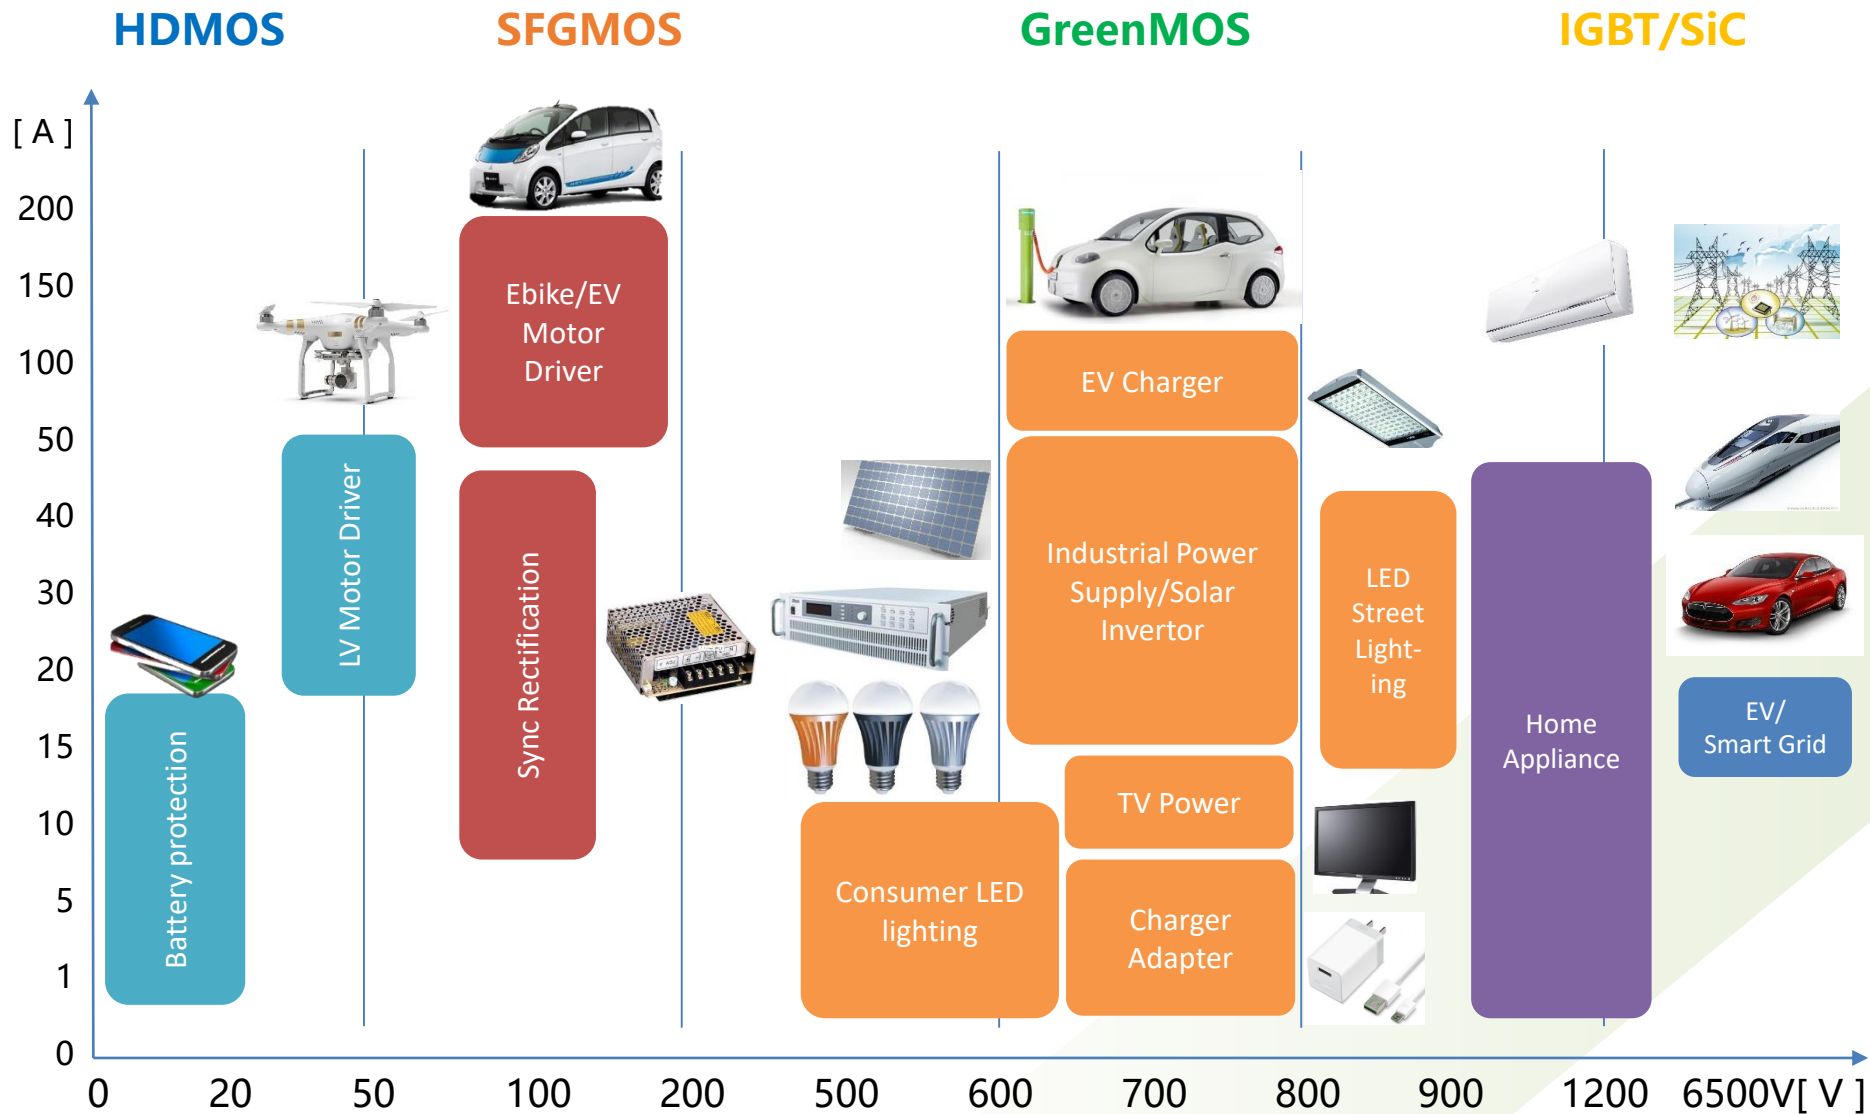 HDMOS
SFGMOS
GreenMOS
IGBT/SiC
[ A ]
200
150
100
50
40
30
20
15
10
5
1
0
Ebike/EV
Motor
Driver
EV Charger
LV Motor Driver
Sync Rectification
Battery protection
Industrial Power
Supply/Solar
Invertor
LED
Street
Light-
ing
Home
Appliance
EV/
Smart Grid
TV Power
Consumer LED
lighting
Charger
Adapter
0
20
50
100
200
500
600
700
800
900
1200
6500V[ V ]